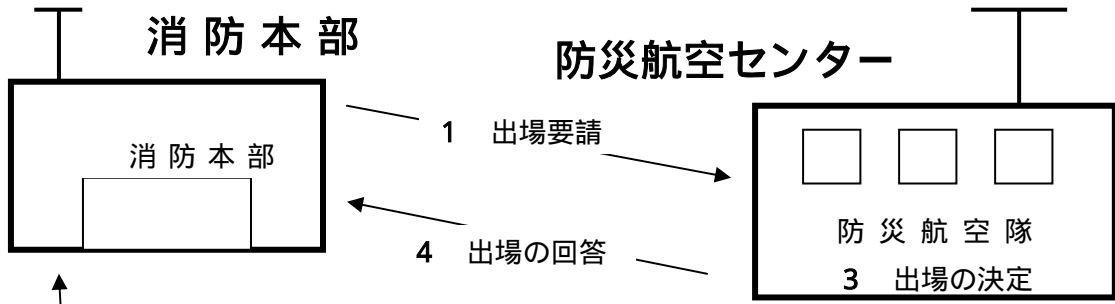 消防本部
防災航空センター
1 出場要請
消防本部
防災航空隊
4 出場の回答
3 出場の決定